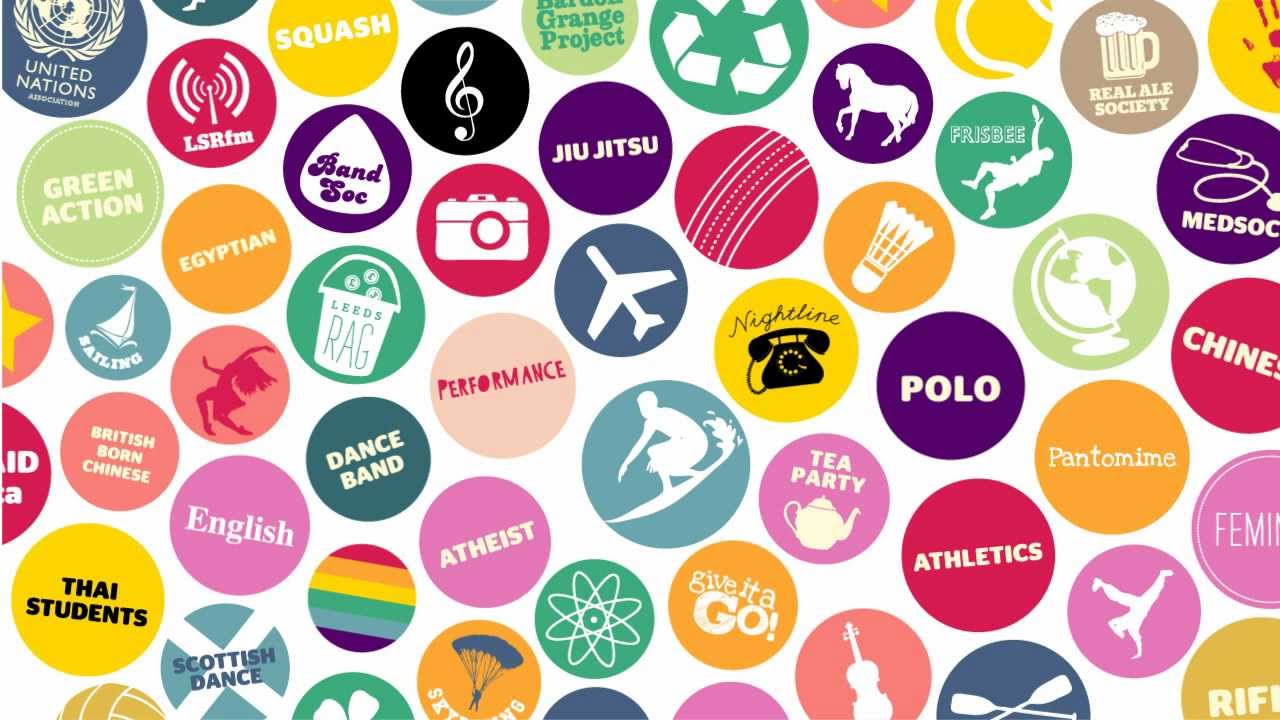 UNITED
NATIONS
ASSOCIATION
LSRfm
SQUASH
Bardon
Grange
Project
REAL ALE
SOCIETY
GREEN
ACTION
Band
Soc
JIU JITSU
FRISBEE
MEDSOC
EGYPTIAN
LEEDS
RAG
SAILING
Nightline
PERFORMANCE
POLO
CHINES
BRITISH
BORN
CHINESE
DANCE
BAND
TEA
PARTY
Pantomime
English
ATHEIST
ATHLETICS
FEMIN
THAI
STUDENTS
give it a
GO!
SCOTTISH
DANCE
SKYDIVING
RIFL